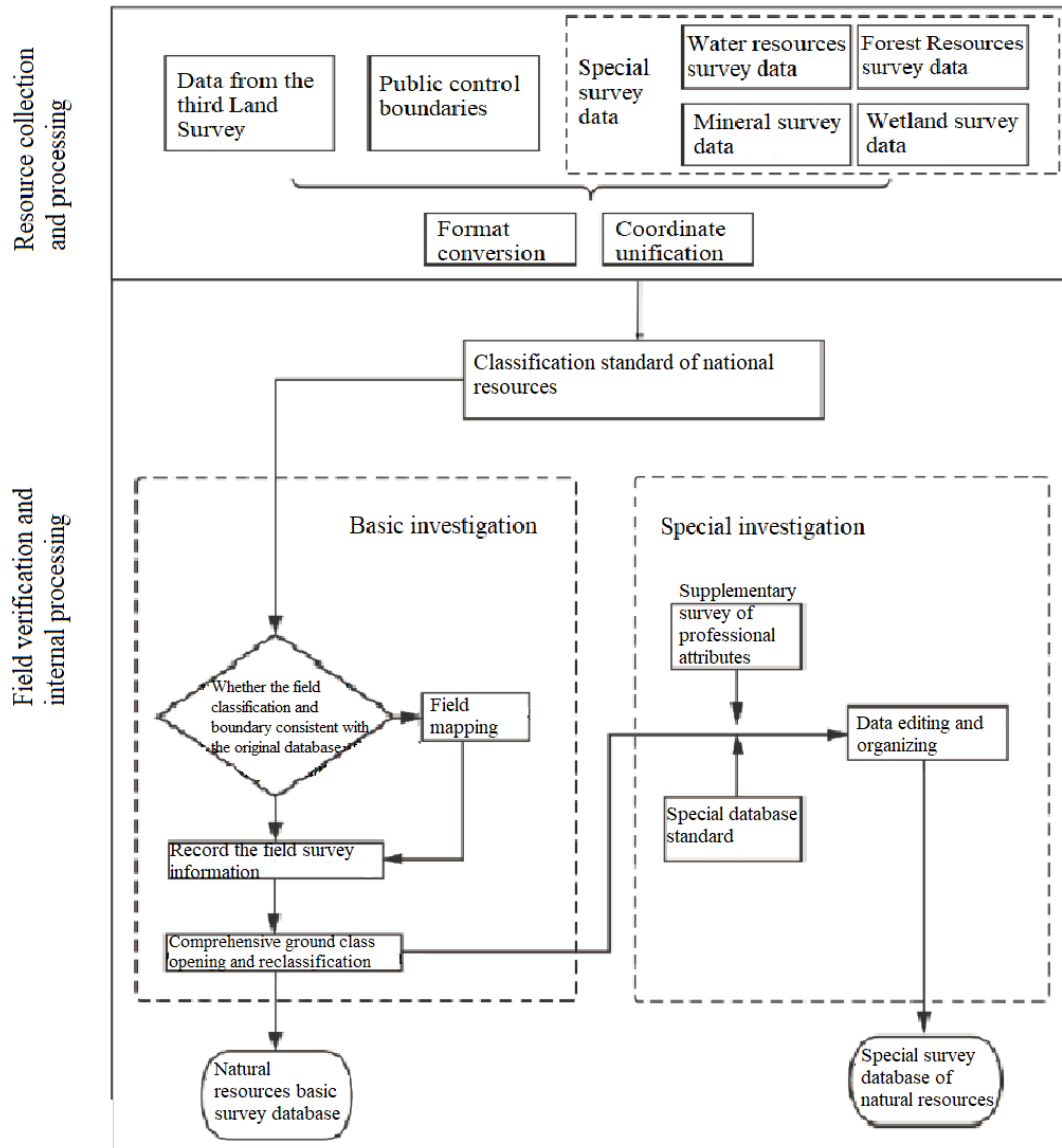 Resource collection
and processing
Data from the
third Land
Survey
Public control
boundaries
Special
survey
data
Water resources
survey data
Forest Resources
survey data
Mineral survey
data
Wetland survey
data
Format
conversion
Coordinate
unification
Classification standard of national
resources
Field verification and
internal processing
Basic investigation
Whether the field
classification and
boundary consistent with
the original database
Field
mapping
Record the field survey
information
Comprehensive ground class
opening and reclassification
Natural
resources basic
survey database
Special investigation
Supplementary
survey of
professional
attributes
Special database
standard
Data editing and
organizing
Special survey
database of
natural resources